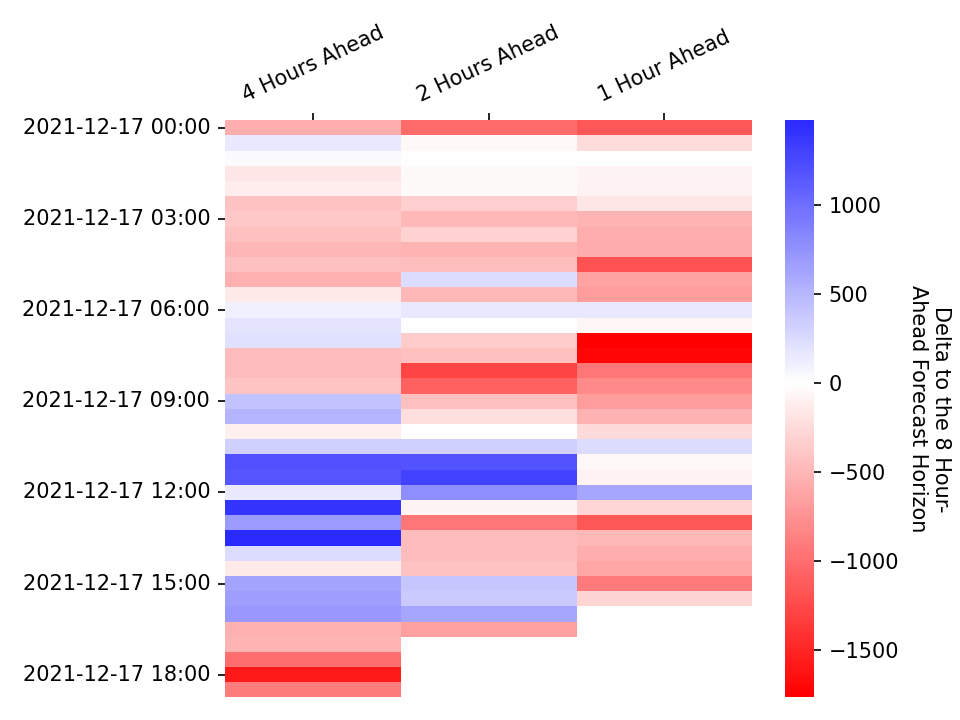 4 Hours Ahead
2 Hours Ahead
1 Hour Ahead
2021-12-17 00:00
2021-12-17 03:00
2021-12-17 06:00
2021-12-17 09:00
2021-12-17 12:00
2021-12-17 15:00
2021-12-17 18:00
1000
500
0
−500
−1000
−1500
Delta to the 8 Hour-
Ahead Forecast Horizon